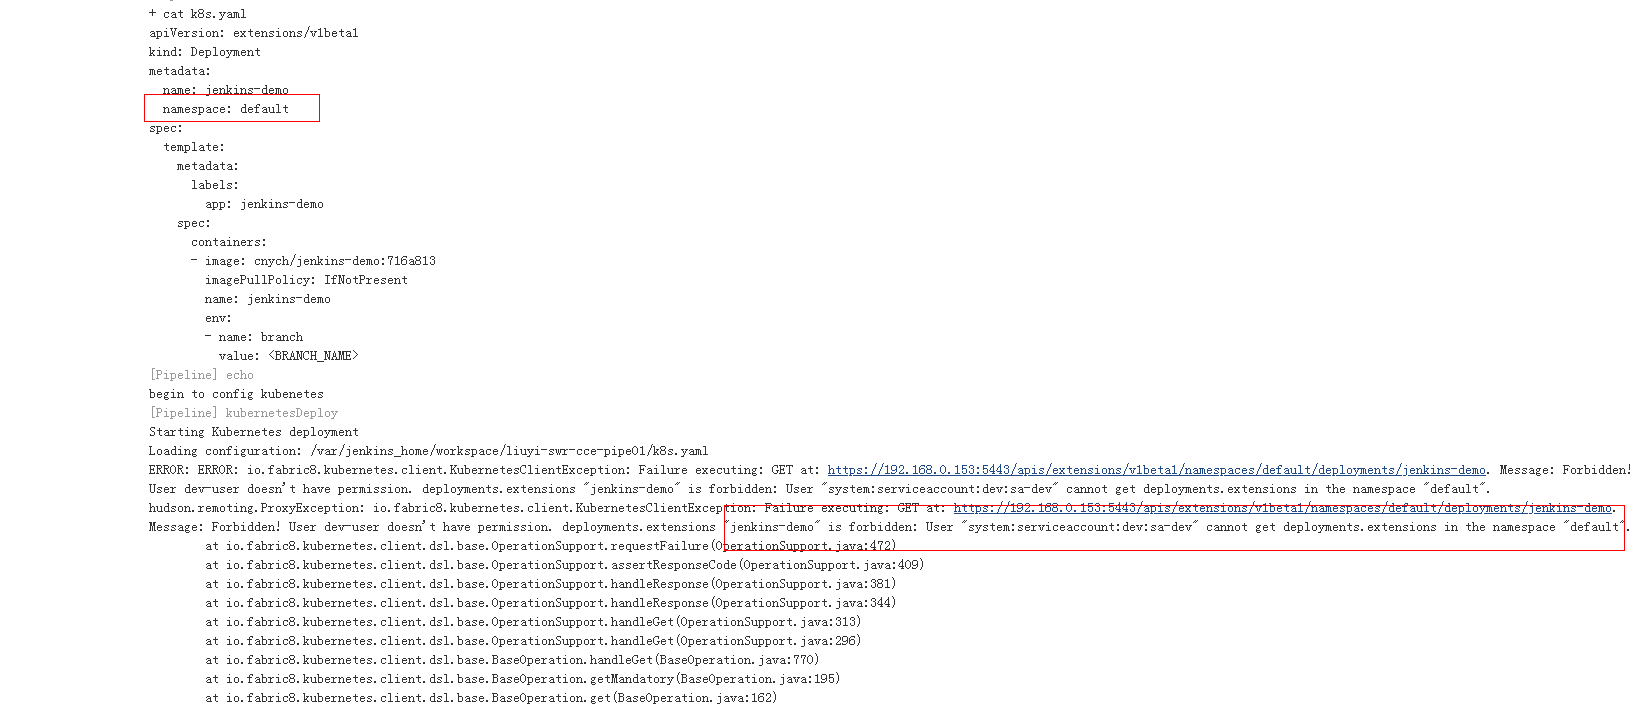 + cat k8s.yaml
apiVersion: extensions/v1beta1
kind: Deployment
metadata:
  name: jenkins-demo
  namespace: default
spec:
  template:
    metadata:
      labels:
        app: jenkins-demo
    spec:
      containers:
      - image: cnych/jenkins-demo:716a813
        imagePullPolicy: IfNotPresent
        name: jenkins-demo
        env:
        - name: branch
          value: <BRANCH_NAME>
[Pipeline] echo
begin to config kubenetes
[Pipeline] kubernetesDeploy
Starting Kubernetes deployment
Loading configuration: /var/jenkins_home/workspace/liuyi-swr-cce-pipe01/k8s.yaml
ERROR: ERROR: io.fabric8.kubernetes.client.KubernetesClientException: Failure executing: GET at: https://192.168.0.153:5443/apis/extensions/v1beta1/namespaces/default/deployments/jenkins-demo. Message: Forbidden!
User dev-user doesn't have permission. deployments.extensions "jenkins-demo" is forbidden: User "system:serviceaccount:dev:sa-dev" cannot get deployments.extensions in the namespace "default".
hudson.remoting.ProxyException: io.fabric8.kubernetes.client.KubernetesClientException: Failure executing: GET at: https://192.168.0.153:5443/apis/extensions/v1beta1/namespaces/default/deployments/jenkins-demo.
Message: Forbidden! User dev-user doesn't have permission. deployments.extensions "jenkins-demo" is forbidden: User "system:serviceaccount:dev:sa-dev" cannot get deployments.extensions in the namespace "default".
        at io.fabric8.kubernetes.client.dsl.base.OperationSupport.requestFailure(OperationSupport.java:472)
        at io.fabric8.kubernetes.client.dsl.base.OperationSupport.assertResponseCode(OperationSupport.java:409)
        at io.fabric8.kubernetes.client.dsl.base.OperationSupport.handleResponse(OperationSupport.java:381)
        at io.fabric8.kubernetes.client.dsl.base.OperationSupport.handleResponse(OperationSupport.java:344)
        at io.fabric8.kubernetes.client.dsl.base.OperationSupport.handleGet(OperationSupport.java:313)
        at io.fabric8.kubernetes.client.dsl.base.OperationSupport.handleGet(OperationSupport.java:296)
        at io.fabric8.kubernetes.client.dsl.base.BaseOperation.handleGet(BaseOperation.java:770)
        at io.fabric8.kubernetes.client.dsl.base.BaseOperation.getMandatory(BaseOperation.java:195)
        at io.fabric8.kubernetes.client.dsl.base.BaseOperation.get(BaseOperation.java:162)